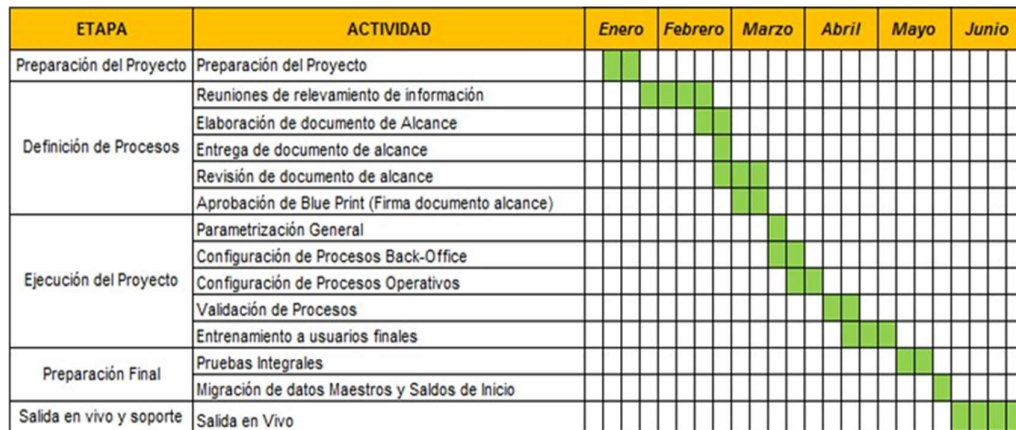 ETAPA ACTIVIDAD Enero Febrero Marzo Abril Mayo Junio
Preparación del Proyecto Preparación del Proyecto
Definición de Procesos Reuniones de relevamiento de información
Elaboración de documento de Alcance
Entrega de documento de alcance
Revisión de documento de alcance
Aprobación de Blue Print (Firma documento alcance)
Ejecución del Proyecto Parametrización General
Configuración de Procesos Back-Office
Configuración de Procesos Operativos
Validación de Procesos
Entrenamiento a usuarios finales
Preparación Final Pruebas Integrales
Migración de datos Maestros y Saldos de Inicio
Salida en vivo y soporte Salida en Vivo